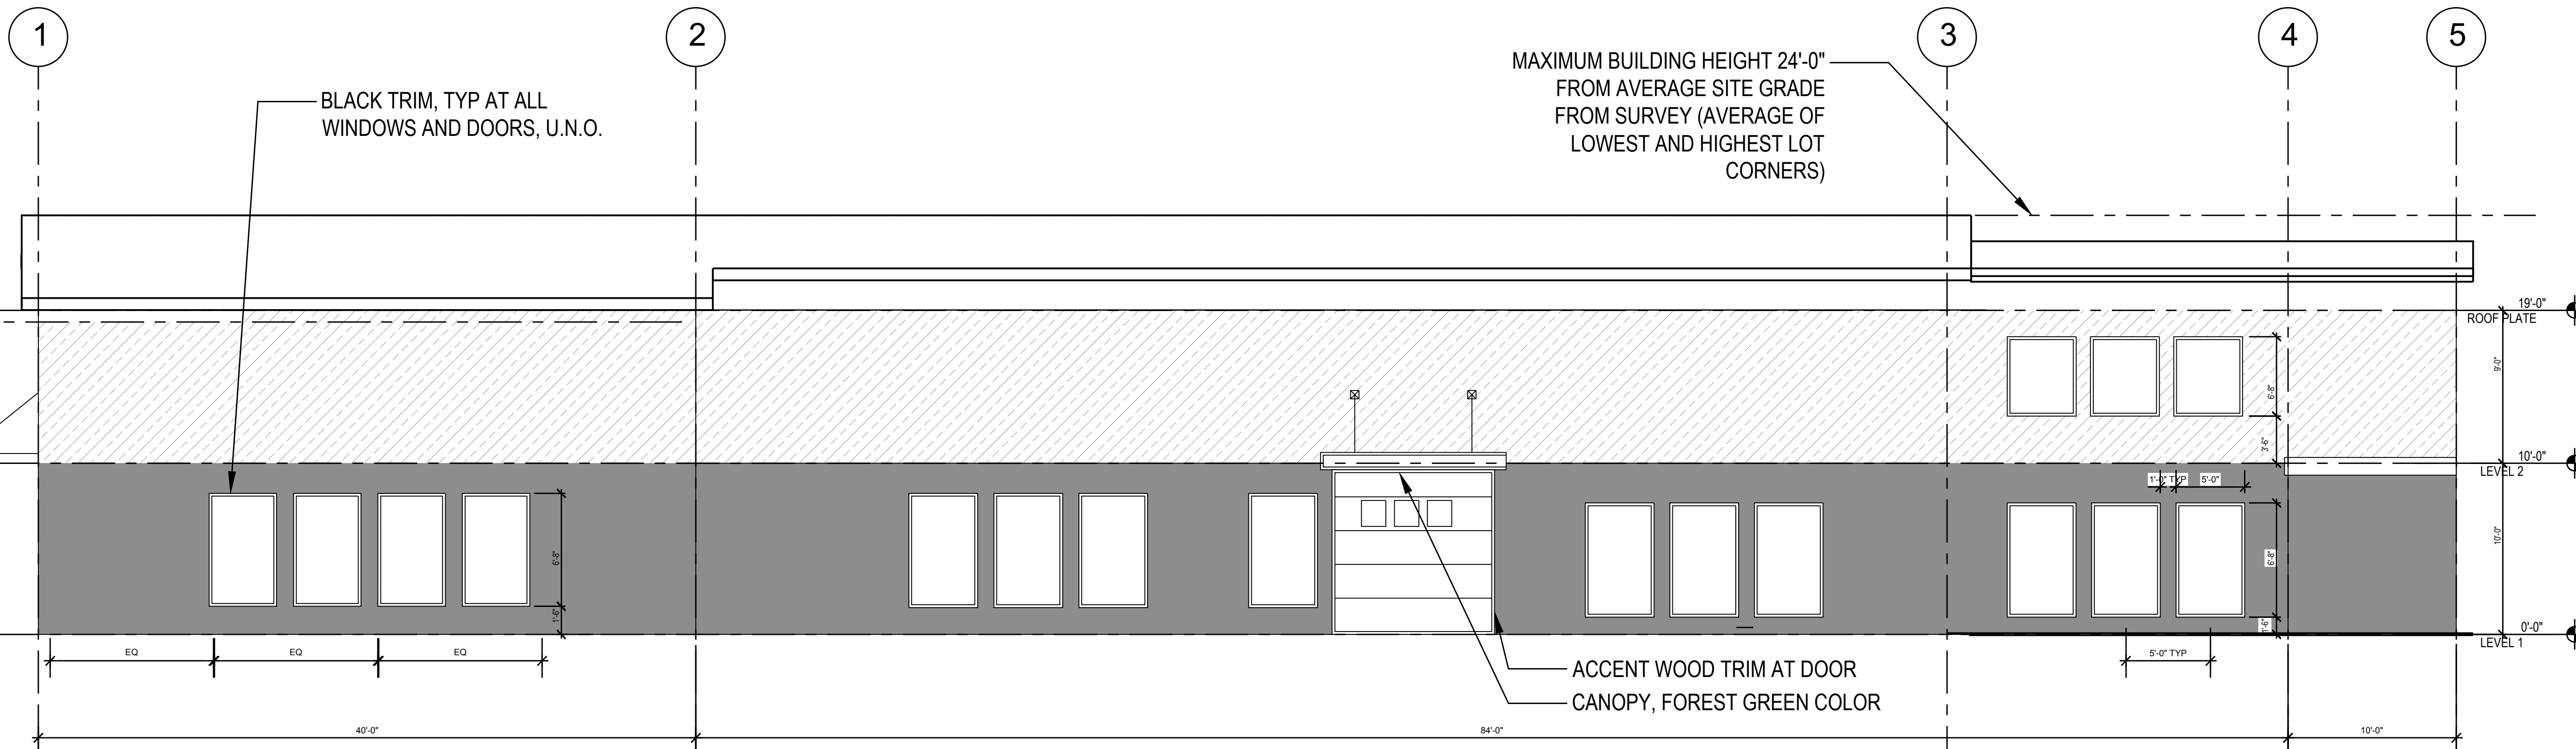 1
2
3
4
5
MAXIMUM BUILDING HEIGHT 24'-0"
FROM AVERAGE SITE GRADE
FROM SURVEY (AVERAGE OF
LOWEST AND HIGHEST LOT
CORNERS)
BLACK TRIM, TYP AT ALL
WINDOWS AND DOORS, U.N.O.
19'-0"
ROOF PLATE
9'-0"
6'-8"
3'-6"
10'-0"
LEVEL 2
1'-0" TYP
5'-0"
6'-8"
1'-6"
10'-0"
6'-8"
1'-6"
0'-0"
LEVEL 1
EQ
EQ
EQ
5'-0" TYP
ACCENT WOOD TRIM AT DOOR
CANOPY, FOREST GREEN COLOR
40'-0"
84'-0"
10'-0"